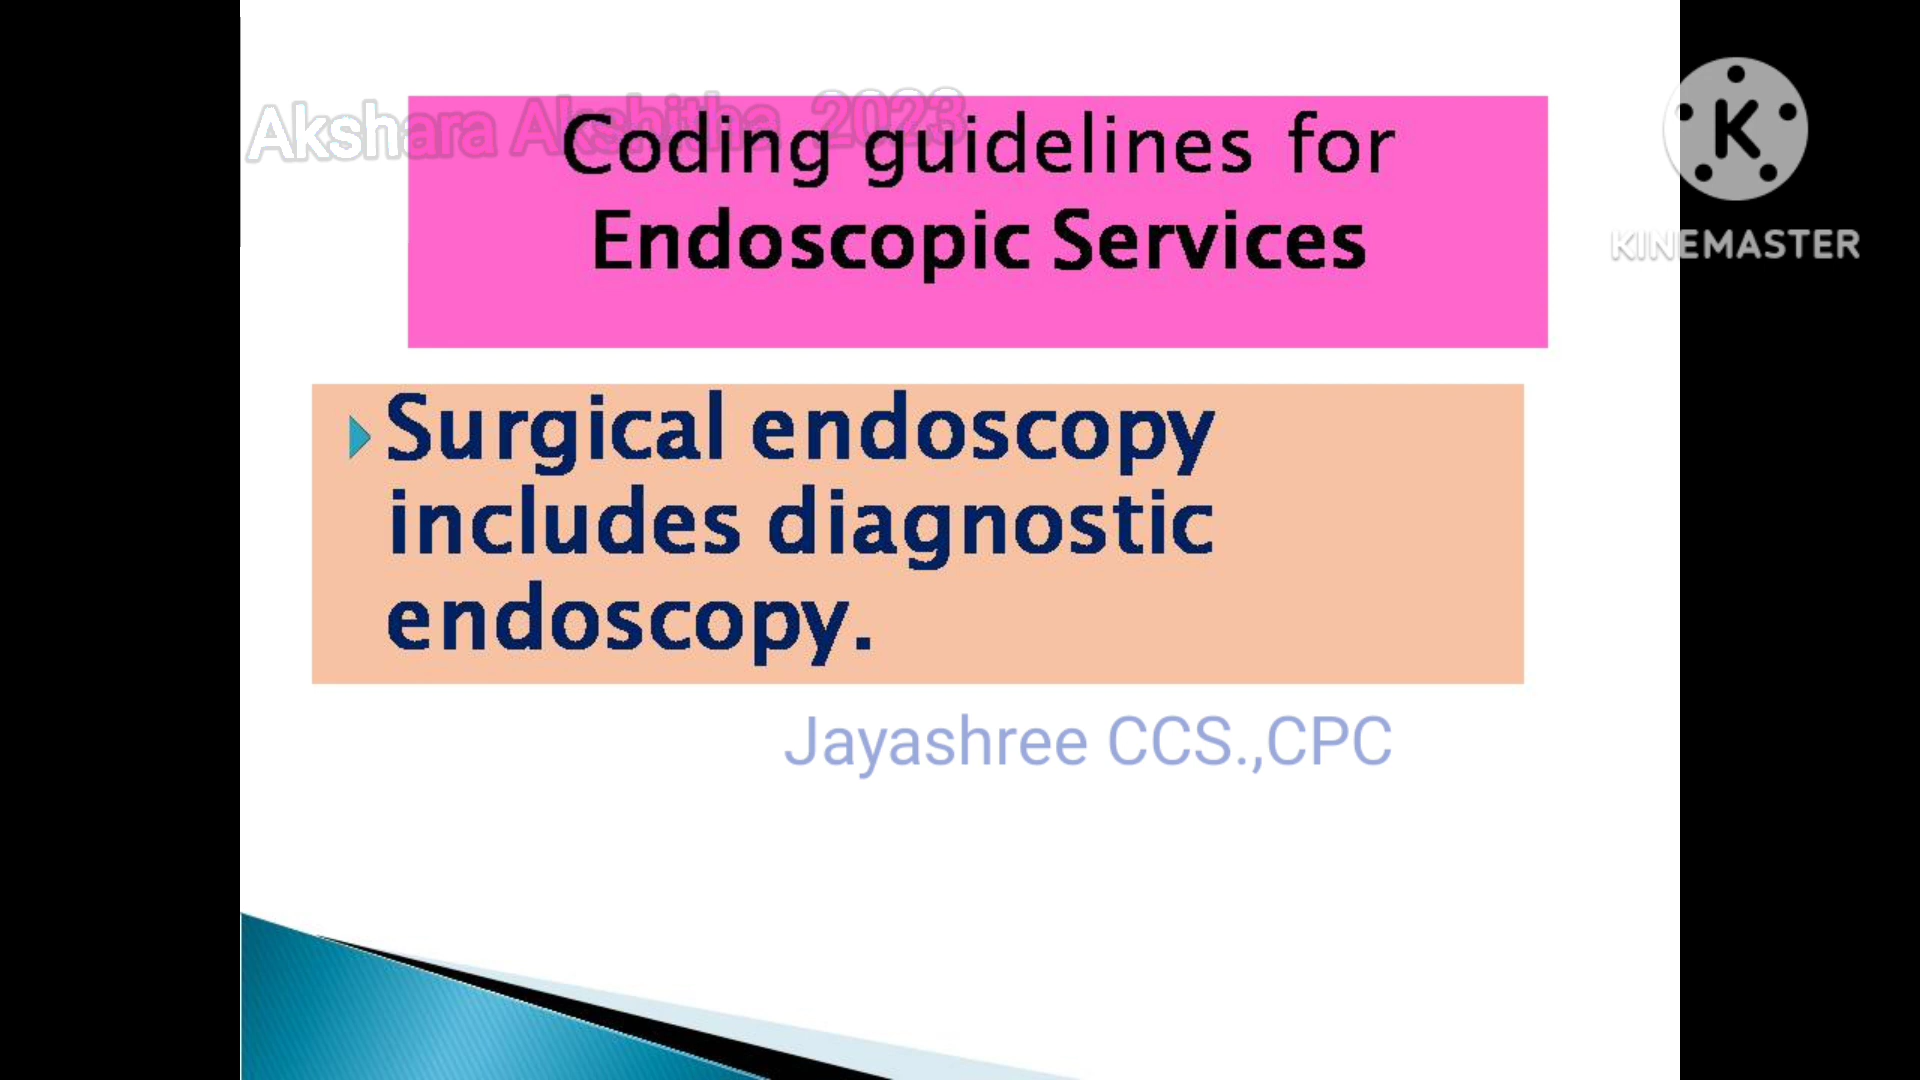 Akshara Akshitha 2023
Coding guidelines for
Endoscopic Services
K
KINEMASTER
Surgical endoscopy
includes diagnostic
endoscopy.
Jayashree CCS.,CPC